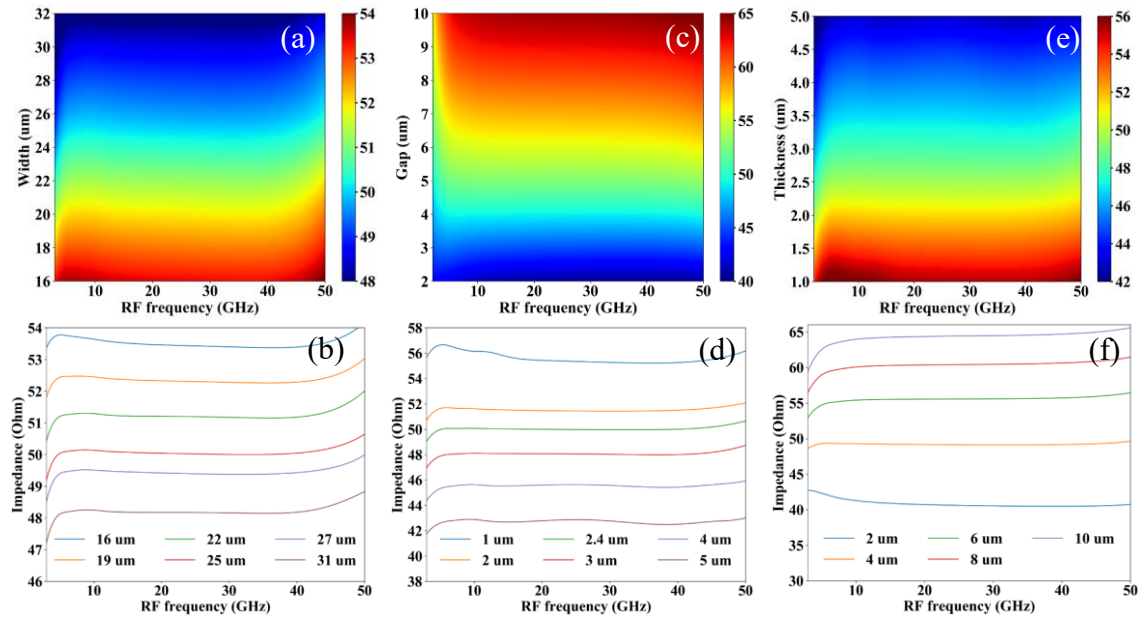 (a)
32
30
28
26
24
22
20
18
16
Width (um)
10 20 30 40 50
RF frequency (GHz)
54
53
52
51
50
49
48
(c)
10
9
8
7
6
5
4
3
2
Gap (um)
10 20 30 40 50
RF frequency (GHz)
65
60
55
50
45
40
(e)
5.0
4.5
4.0
3.5
3.0
2.5
2.0
1.5
1.0
Thickness (um)
10 20 30 40 50
RF frequency (GHz)
56
54
52
50
48
46
44
42
(b)
54
53
52
51
50
49
48
47
46
Impedance (Ohm)
16 um 22 um 27 um
19 um 25 um 31 um
10 20 30 40 50
RF frequency (GHz)
(d)
58
56
54
52
50
48
46
44
42
40
38
Impedance (Ohm)
1 um 2.4 um 4 um
2 um 3 um 5 um
10 20 30 40 50
RF frequency (GHz)
(f)
65
60
55
50
45
40
35
30
Impedance (Ohm)
2 um 6 um 10 um
4 um 8 um
10 20 30 40 50
RF frequency (GHz)